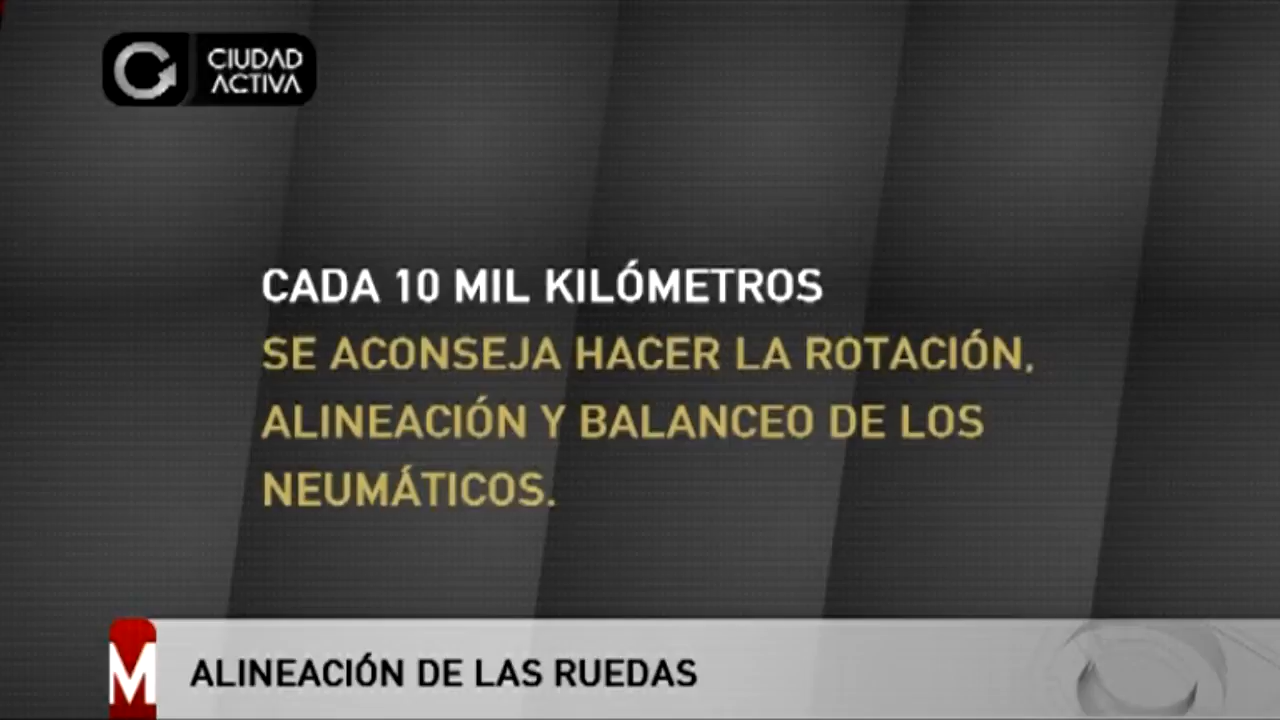 CIUDAD
ACTIVA
CADA 10 MIL KILÓMETROS
SE ACONSEJA HACER LA ROTACIÓN,
ALINEACIÓN Y BALANCEO DE LOS
NEUMÁTICOS.
M ALINEACIÓN DE LAS RUEDAS